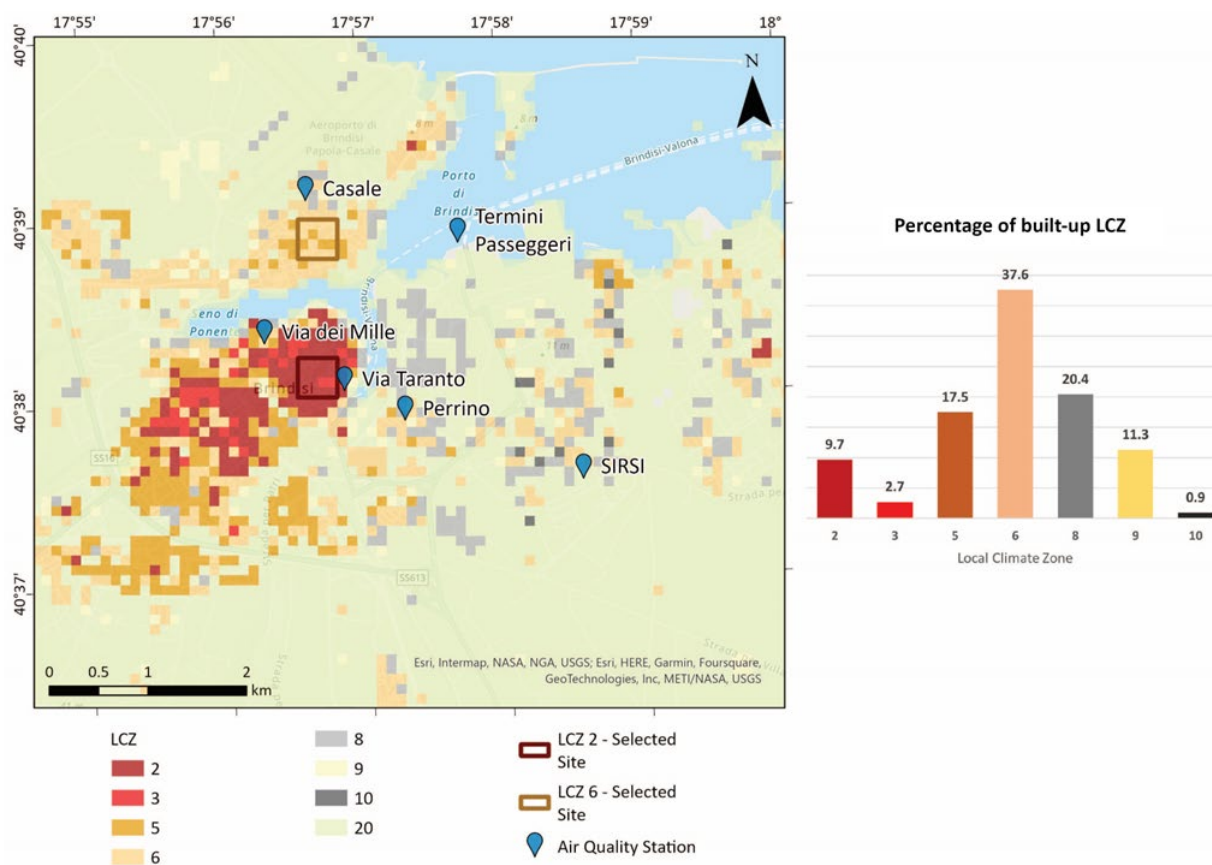 17°55' 17°56' 17°57' 17°58' 17°59' 18°
40°40'
40°39'
40°38'
40°37'
N
Aeroporto di
Brindisi
Papola-Casale
8 m
8 m
Brindisi-Valona
Porto
di
Brindisi
Casale
Termini
Passeggeri
Seno di
Ponente
Brindisi-Valona
Via dei Mille
11 m
Brindisi
Via Taranto
Perrino
SS16
SIRSI
Strada per
SS613
0 0.5 1 2
km
Esri, Intermap, NASA, NGA, USGS; Esri, HERE, Garmin, Foursquare,
GeoTechnologies, Inc, METI/NASA, USGS
LCZ
2
3
5
6
8
9
10
20
LCZ 2 - Selected
Site
LCZ 6 - Selected
Site
Air Quality Station
Percentage of built-up LCZ
9.7 2.7 17.5 37.6 20.4 11.3 0.9
2 3 5 6 8 9 10
Local Climate Zone